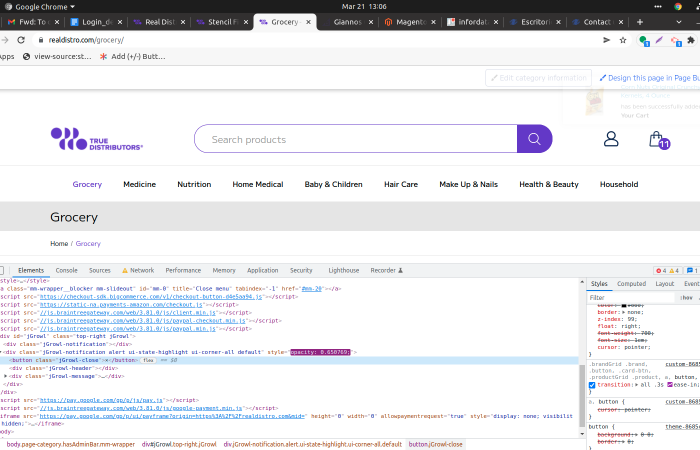 Google Chrome
Mar 21 13:06
Fwd: To
Login_de
Real Dist
Stencil F
Grocery -
Giannos
Magento
infordat
Escritori
Contact
realdistro.com/grocery/
Apps
view-source:st…
Add (+/-) Butt…
Edit category information
Design this page in Page Bu
has been successfully added
Your Cart
TRUE
DISTRIBUTORS
Search products
11
Grocery
Medicine
Nutrition
Home Medical
Baby & Children
Hair Care
Make Up & Nails
Health & Beauty
Household
Grocery
Home / Grocery
Elements
Console
Sources
Network
Performance
Memory
Application
Security
Lighthouse
Recorder
4
4
1
style>…</style>
a class="mm-wrapper__blocker mm-slideout" id="mm-0" title="Close menu" tabindex="-1" href="#mm-20"></a>
script src="https://checkout-sdk.bigcommerce.com/v1/checkout-button-d4e5aa94.js"></script>
script src="https://static-na.payments-amazon.com/checkout.js"></script>
script src="//js.braintreegateway.com/web/3.81.0/js/client.min.js"></script>
script src="//js.braintreegateway.com/web/3.81.0/js/paypal-checkout.min.js"></script>
script src="//js.braintreegateway.com/web/3.81.0/js/paypal.min.js"></script>
div id="jGrowl" class="top-right jGrowl">
<div class="jGrowl-notification"></div>
<div class="jGrowl-notification alert ui-state-highlight ui-corner-all default" style="opacity: 0.650769;">
<button class="jGrowl-close">×</button> flex == $0
<div class="jGrowl-header"></div>
<div class="jGrowl-message">…</div>
</div>
/div>
script src="https://pay.google.com/gp/p/js/pay.js"></script>
script src="//js.braintreegateway.com/web/3.81.0/js/google-payment.min.js"></script>
iframe src="https://pay.google.com/gp/p/ui/payframe?origin=https%3A%2F%2Frealdistro.com&mid=" height="0" width="0" allowpaymentrequest="true" style="display: none; visibilit
hidden;">…</iframe>
body>
body.page-category.hasAdminBar.mm-wrapper
div#jGrowl.top-right.jGrowl
div.jGrowl-notification.alert.ui-state-highlight.ui-corner-all.default
button.jGrowl-close
Styles
Computed
Layout
Event
Filter
:hov
border: none;
z-index: 99;
float: right;
font-weight: 700;
font-size: 1em;
cursor: pointer;
}
.brandGrid .brand,
custom-8685
.button, .card-btn,
.productGrid .product, a, button,
transition: all .3s ease-in;
}
a, button {
custom-8685
cursor: pointer;
}
button {
theme-8685
background: 0 0;
border: 0;